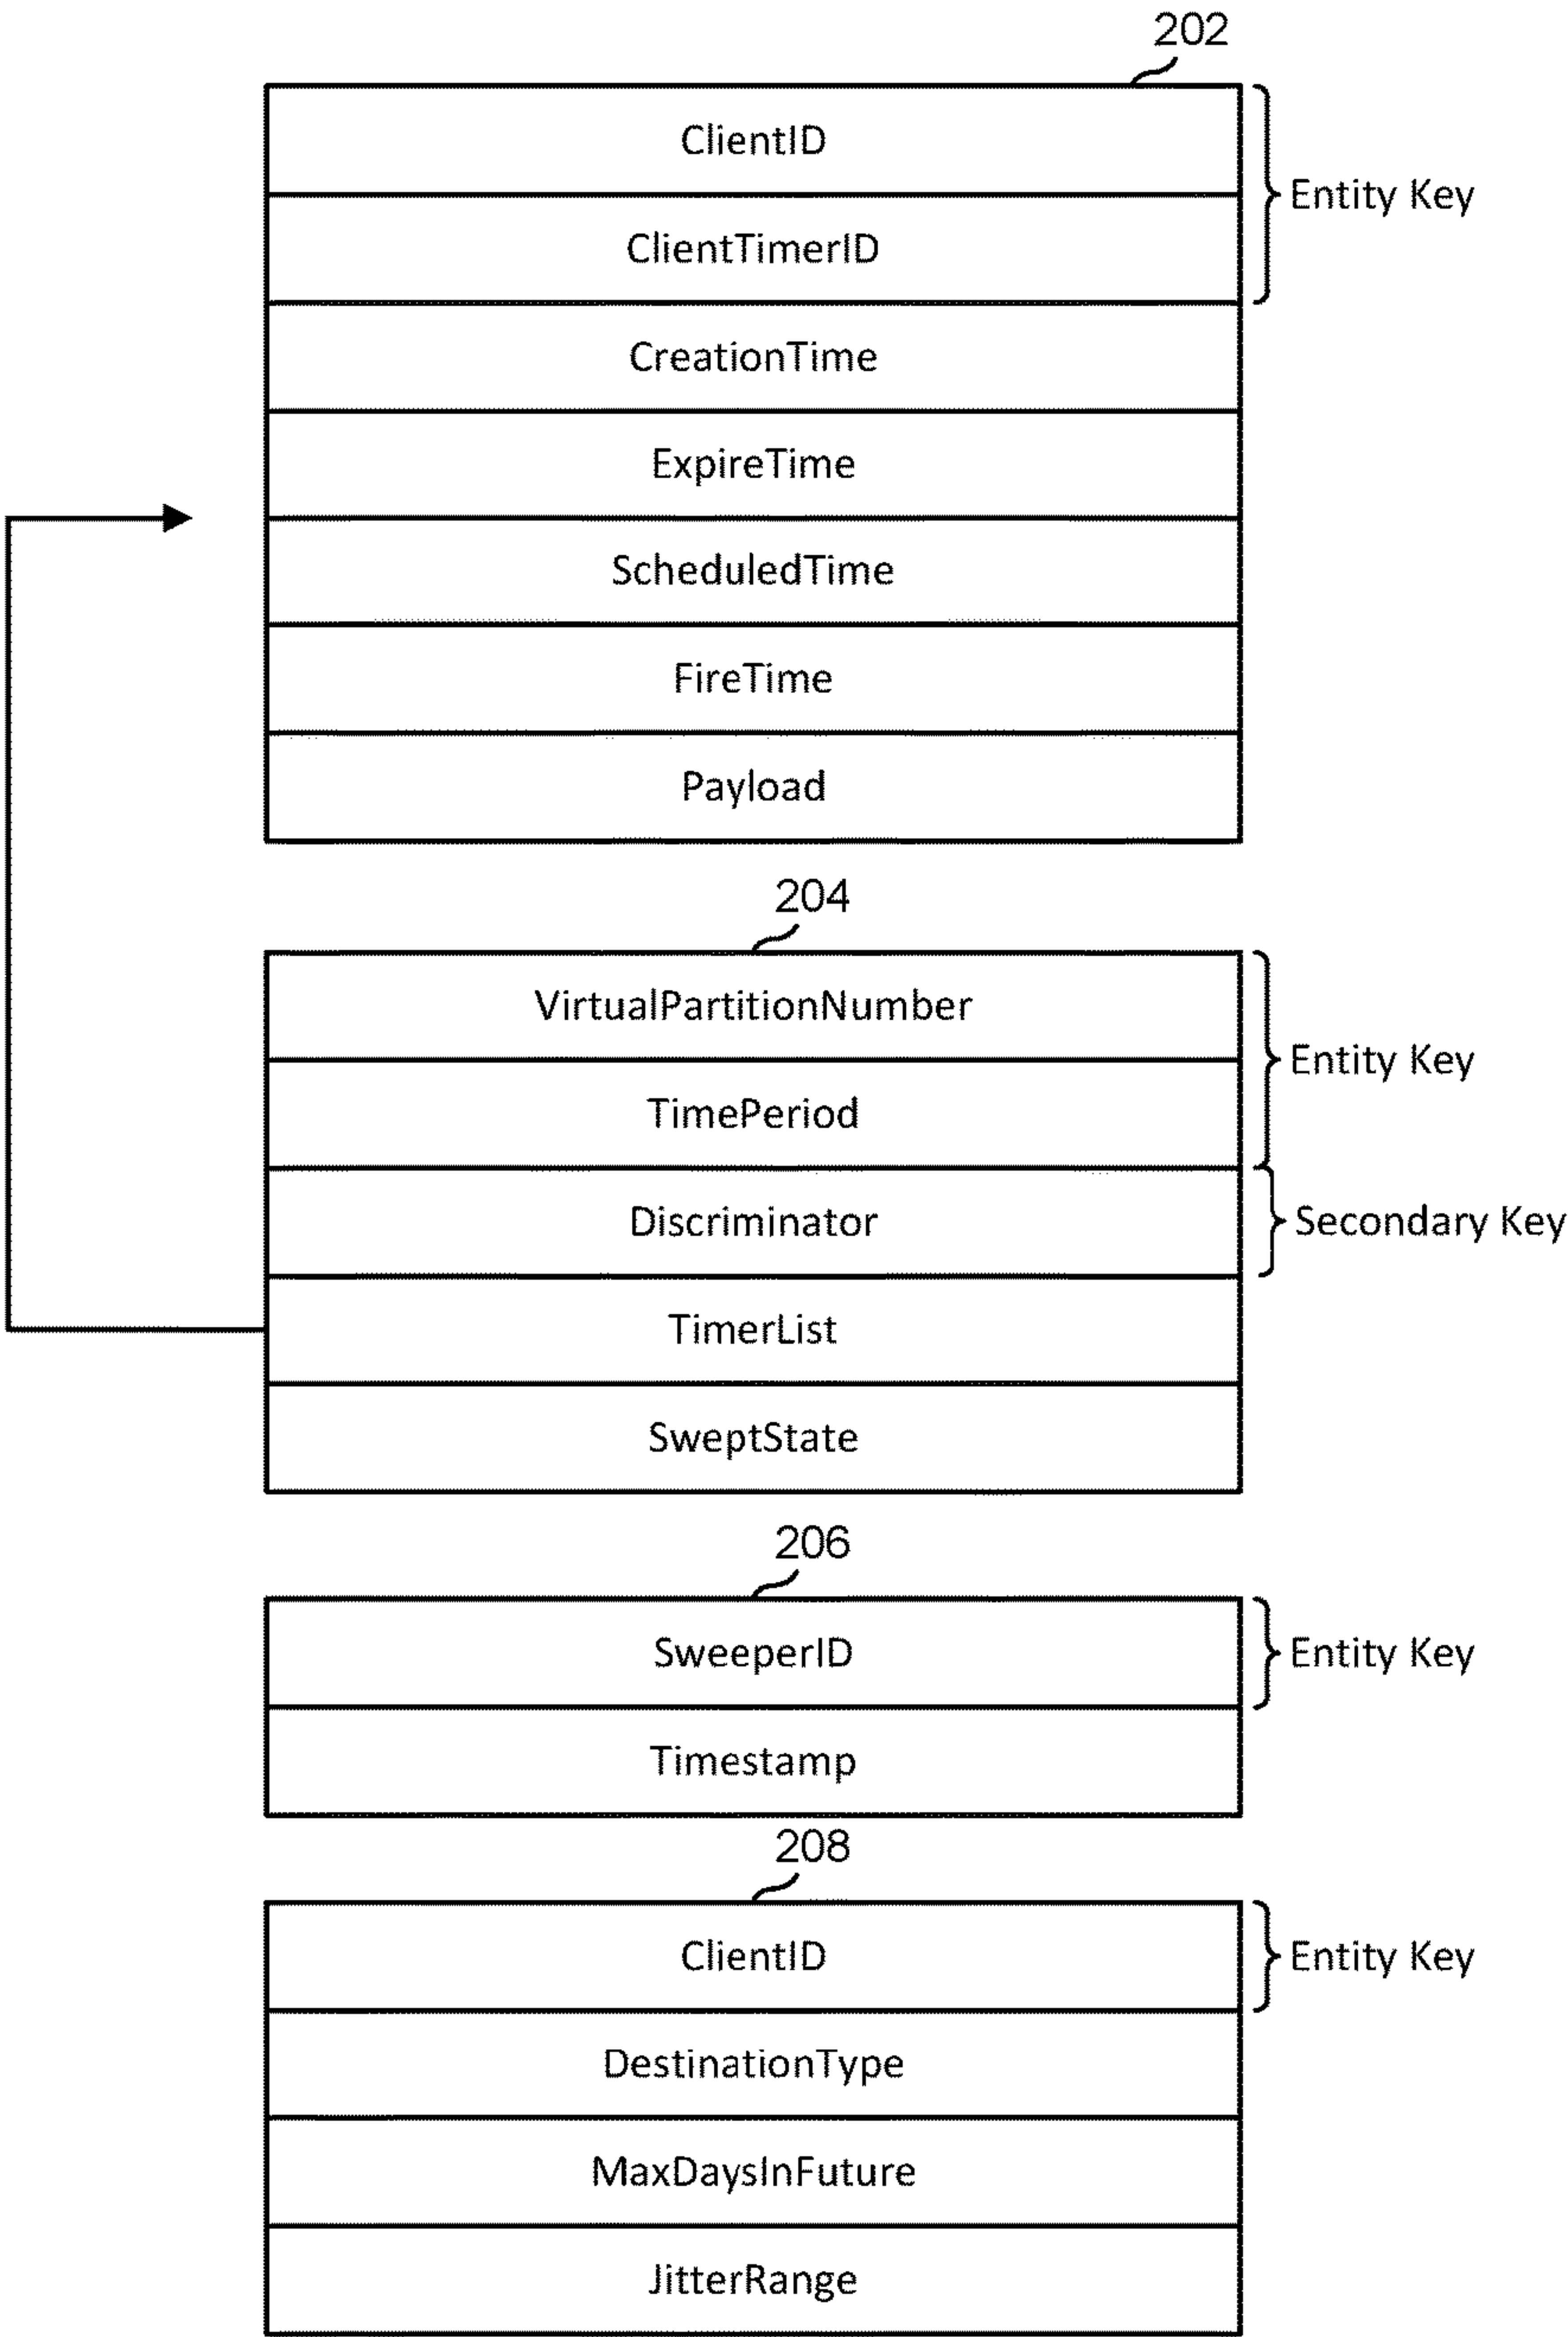 202
ClientID
Entity Key
ClientTimerID
CreationTime
ExpireTime
ScheduledTime
FireTime
Payload
204
VirtualPartitionNumber
Entity Key
TimePeriod
Discriminator
Secondary Key
TimerList
SweptState
206
SweeperID
Entity Key
Timestamp
208
ClientID
Entity Key
DestinationType
MaxDaysInFuture
JitterRange